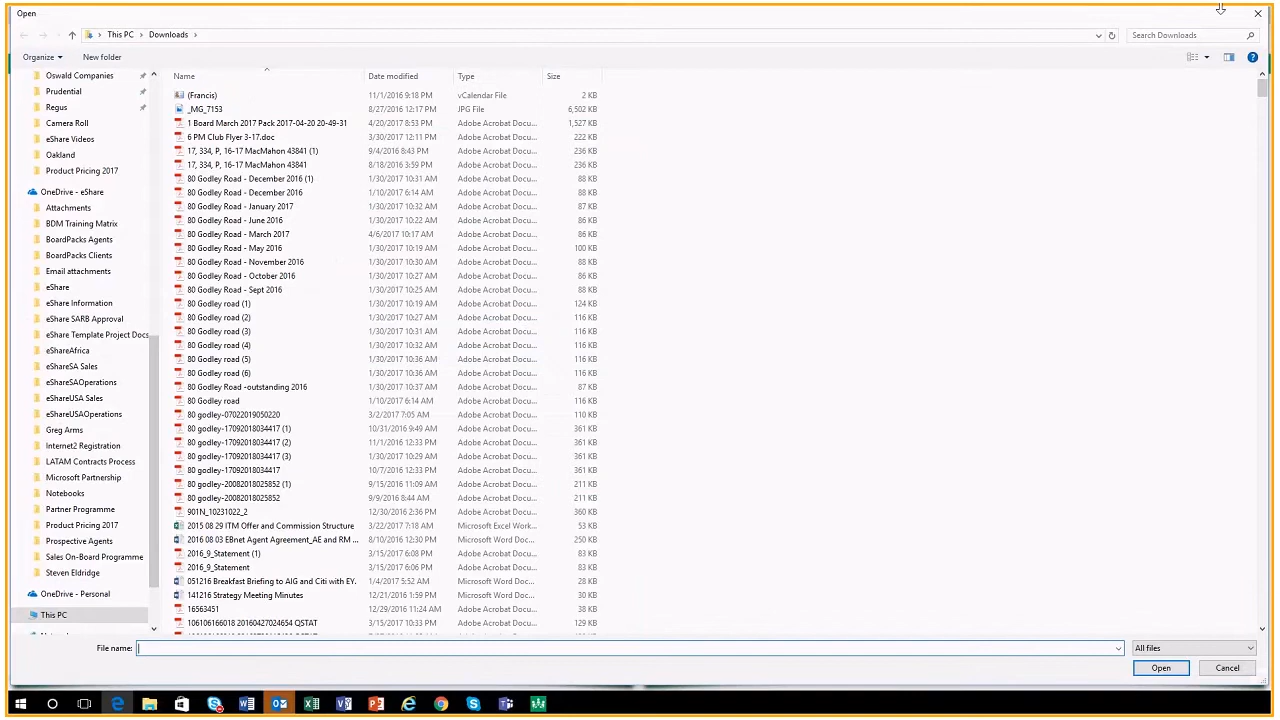 Open
This PC Downloads
Search Downloads
Organize New folder
Name Date modified Type Size
Oswald Companies
Prudential
Regus
Camera Roll
eShare Videos
Oakland
Product Pricing 2017
OneDrive - eShare
Attachments
BDM Training Matrix
BoardPacks Agents
BoardPacks Clients
Email attachments
eShare
eShare Information
eShare SARB Approval
eShare Template Project Docs
eShareAfrica
eShareSA Sales
eShareSAOperations
eShareUSA Sales
eShareUSAOperations
Greg Arms
Internet2 Registration
LATAM Contracts Process
Microsoft Partnership
Notebooks
Partner Programme
Product Pricing 2017
Prospective Agents
Sales On-Board Programme
Steven Eldridge
OneDrive - Personal
This PC
(Francis) 11/1/2016 9:18 PM vCalendar File 2 KB
_MG_7153 8/27/2016 12:17 PM JPG File 6,502 KB
1 Board March 2017 Pack 2017-04-20 20-49-31 4/20/2017 8:53 PM Adobe Acrobat Docu... 1,527 KB
6 PM Club Flyer 3-17.doc 3/30/2017 12:11 PM Adobe Acrobat Docu... 222 KB
17, 334, P, 16-17 MacMahon 43841 (1) 9/4/2016 8:43 PM Adobe Acrobat Docu... 236 KB
17, 334, P, 16-17 MacMahon 43841 8/18/2016 3:59 PM Adobe Acrobat Docu... 236 KB
80 Godley Road - December 2016 (1) 1/30/2017 10:31 AM Adobe Acrobat Docu... 88 KB
80 Godley Road - December 2016 1/10/2017 6:14 AM Adobe Acrobat Docu... 88 KB
80 Godley Road - January 2017 1/30/2017 10:32 AM Adobe Acrobat Docu... 87 KB
80 Godley Road - June 2016 1/30/2017 10:22 AM Adobe Acrobat Docu... 86 KB
80 Godley Road - March 2017 4/6/2017 10:17 AM Adobe Acrobat Docu... 86 KB
80 Godley Road - May 2016 1/30/2017 10:19 AM Adobe Acrobat Docu... 100 KB
80 Godley Road - November 2016 1/30/2017 10:30 AM Adobe Acrobat Docu... 88 KB
80 Godley Road - October 2016 1/30/2017 10:27 AM Adobe Acrobat Docu... 86 KB
80 Godley Road - Sept 2016 1/30/2017 10:25 AM Adobe Acrobat Docu... 88 KB
80 Godley road (1) 1/30/2017 10:19 AM Adobe Acrobat Docu... 124 KB
80 Godley road (2) 1/30/2017 10:27 AM Adobe Acrobat Docu... 116 KB
80 Godley road (3) 1/30/2017 10:31 AM Adobe Acrobat Docu... 116 KB
80 Godley road (4) 1/30/2017 10:32 AM Adobe Acrobat Docu... 116 KB
80 Godley road (5) 1/30/2017 10:36 AM Adobe Acrobat Docu... 116 KB
80 Godley road (6) 1/30/2017 10:36 AM Adobe Acrobat Docu... 116 KB
80 Godley Road -outstanding 2016 1/30/2017 10:37 AM Adobe Acrobat Docu... 87 KB
80 Godley road 1/10/2017 6:14 AM Adobe Acrobat Docu... 116 KB
80 godley-07022019050220 3/2/2017 7:05 AM Adobe Acrobat Docu... 110 KB
80 godley-17092018034417 (1) 10/31/2016 9:49 AM Adobe Acrobat Docu... 361 KB
80 godley-17092018034417 (2) 11/1/2016 12:33 PM Adobe Acrobat Docu... 361 KB
80 godley-17092018034417 (3) 1/30/2017 10:29 AM Adobe Acrobat Docu... 361 KB
80 godley-17092018034417 10/7/2016 12:33 PM Adobe Acrobat Docu... 361 KB
80 godley-20082018025852 (1) 9/15/2016 11:08 AM Adobe Acrobat Docu... 211 KB
80 godley-20082018025852 9/9/2016 8:44 AM Adobe Acrobat Docu... 211 KB
901N_10231022_2 12/30/2016 2:36 PM Adobe Acrobat Docu... 360 KB
2015 08 29 ITM Offer and Commission Structure 3/22/2017 7:18 AM Microsoft Excel Work... 53 KB
2016 08 03 EBnet Agent Agreement_AE and RM ... 8/10/2016 12:30 PM Microsoft Word Doc... 250 KB
2016_9_Statement (1) 3/15/2017 6:08 PM Adobe Acrobat Docu... 83 KB
2016_9_Statement 3/15/2017 6:06 PM Adobe Acrobat Docu... 83 KB
051216 Breakfast Briefing to AIG and Citi with EY. 1/4/2017 5:52 AM Microsoft Word Doc... 28 KB
141216 Strategy Meeting Minutes 12/21/2016 1:59 PM Microsoft Word Doc... 30 KB
16563451 12/29/2016 11:24 AM Adobe Acrobat Docu... 38 KB
106106166018 20160427024654 QSTAT 3/15/2017 10:33 PM Adobe Acrobat Docu... 129 KB
File name: All files
Open Cancel